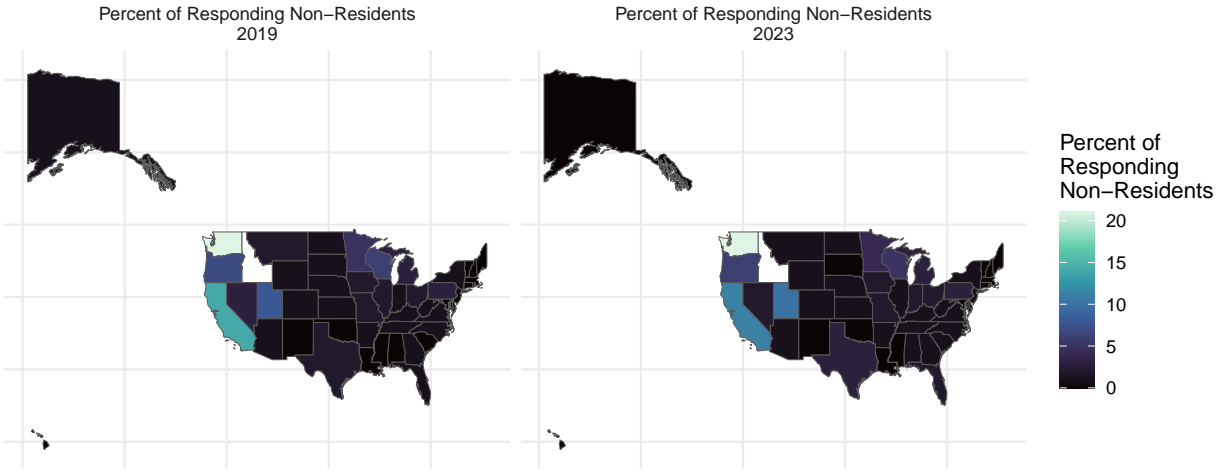 Percent of Responding Non−Residents
2019
Percent of Responding Non−Residents
2023
Percent of
Responding
Non−Residents
20
15
10
5
0